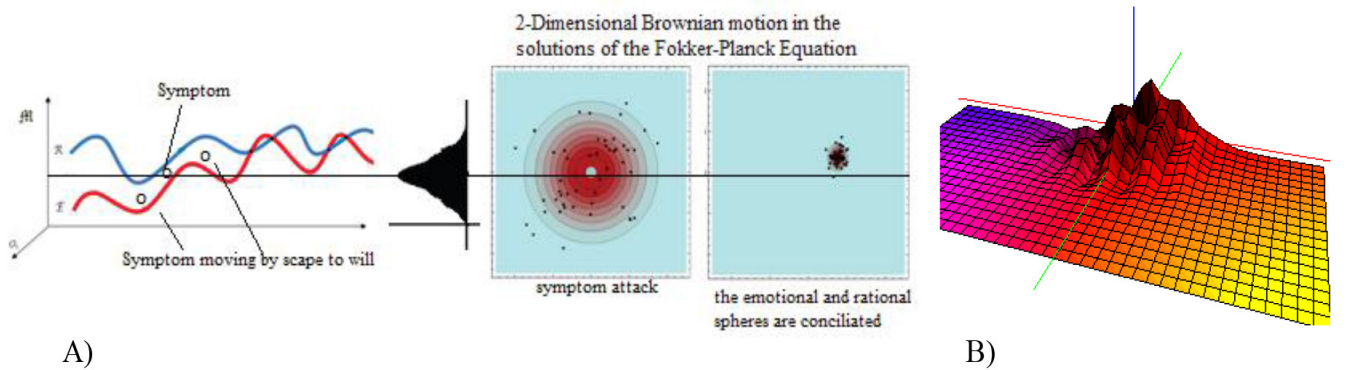 2-Dimensional Brownian motion in the
solutions of the Fokker-Planck Equation
Symptom
𝔐
Symptom moving by scape to will
symptom attack
the emotional and rational
spheres are conciliated
A)
B)